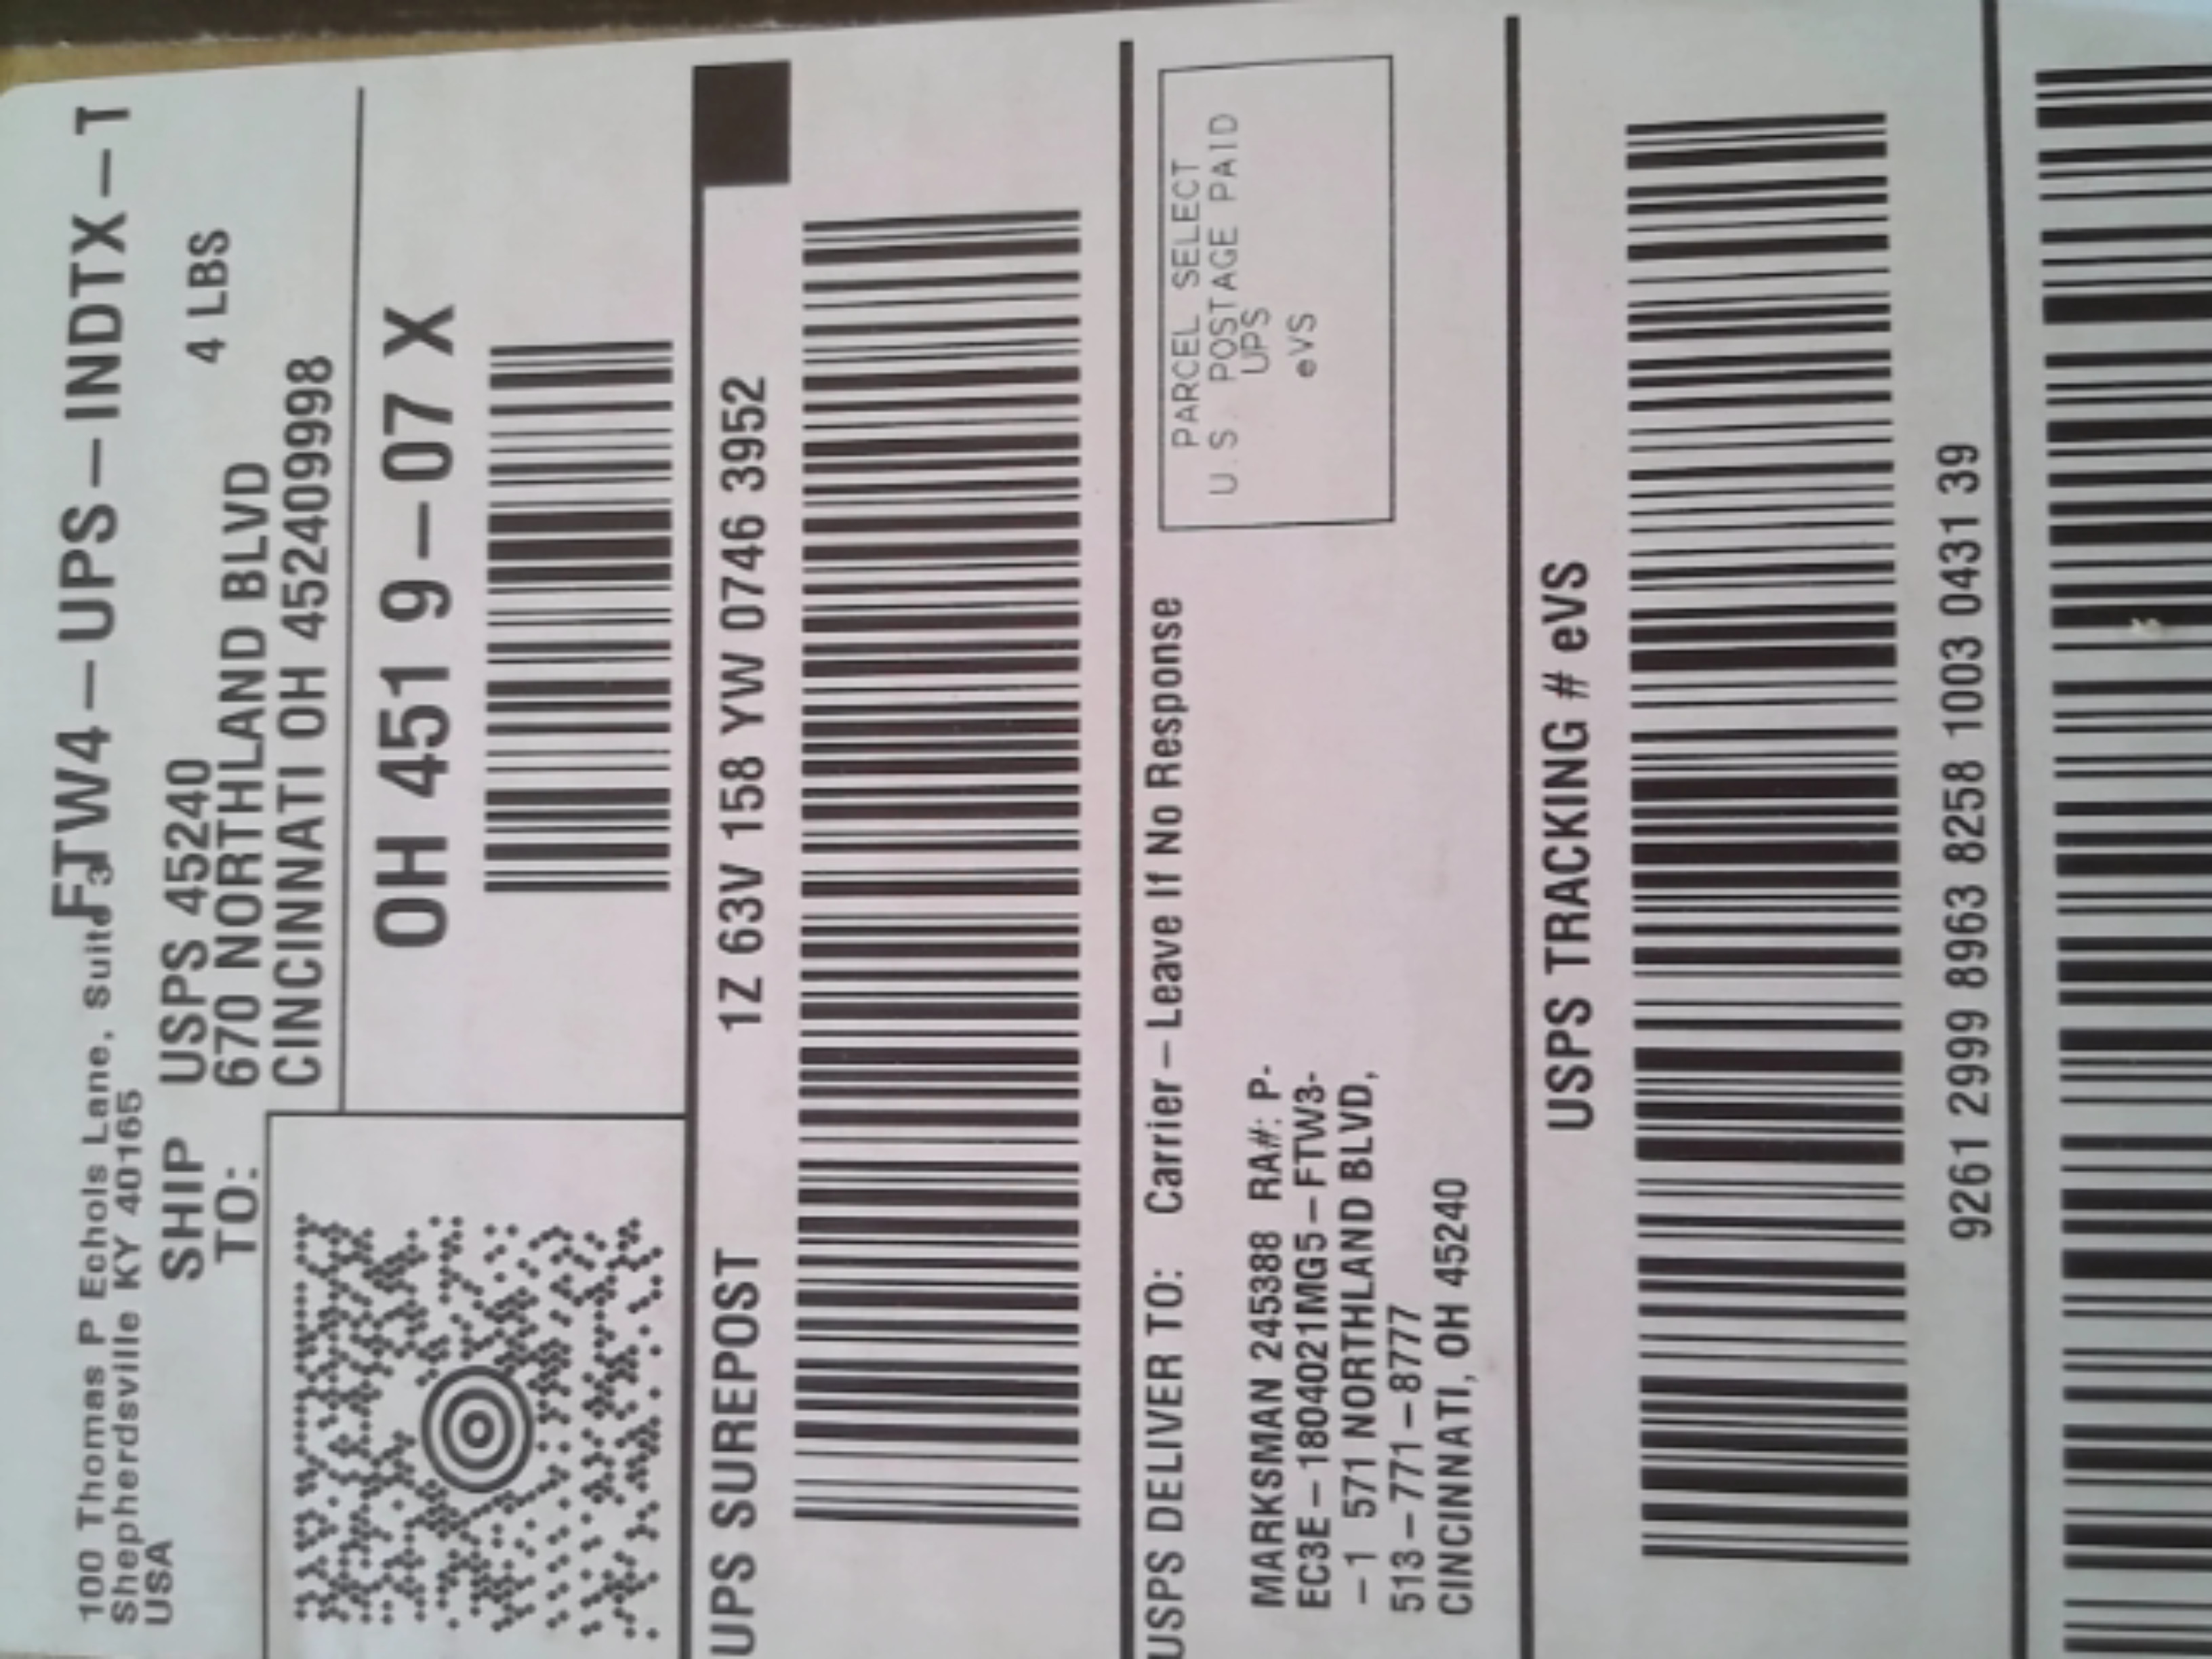 FTW4-UPS-INDTX-T
100 Thomas P Echols Lane, Suite 3
Shepherdsville KY 40165
USA
4 LBS
SHIP TO:
USPS 45240
670 NORTHLAND BLVD
CINCINNATI OH 452409998
OH 451 9-07 X
UPS SUREPOST
1Z 63V 158 YW 0746 3952
USPS DELIVER TO:
Carrier-Leave If No Response
MARKSMAN 245388 RA#: P-
EC3E-1804021MG5-FTW3-
-1 571 NORTHLAND BLVD,
513-771-8777
CINCINNATI, OH 45240
PARCEL SELECT
U.S. POSTAGE PAID
UPS
eVS
USPS TRACKING # eVS
9261 2999 8963 8258 1003 0431 39